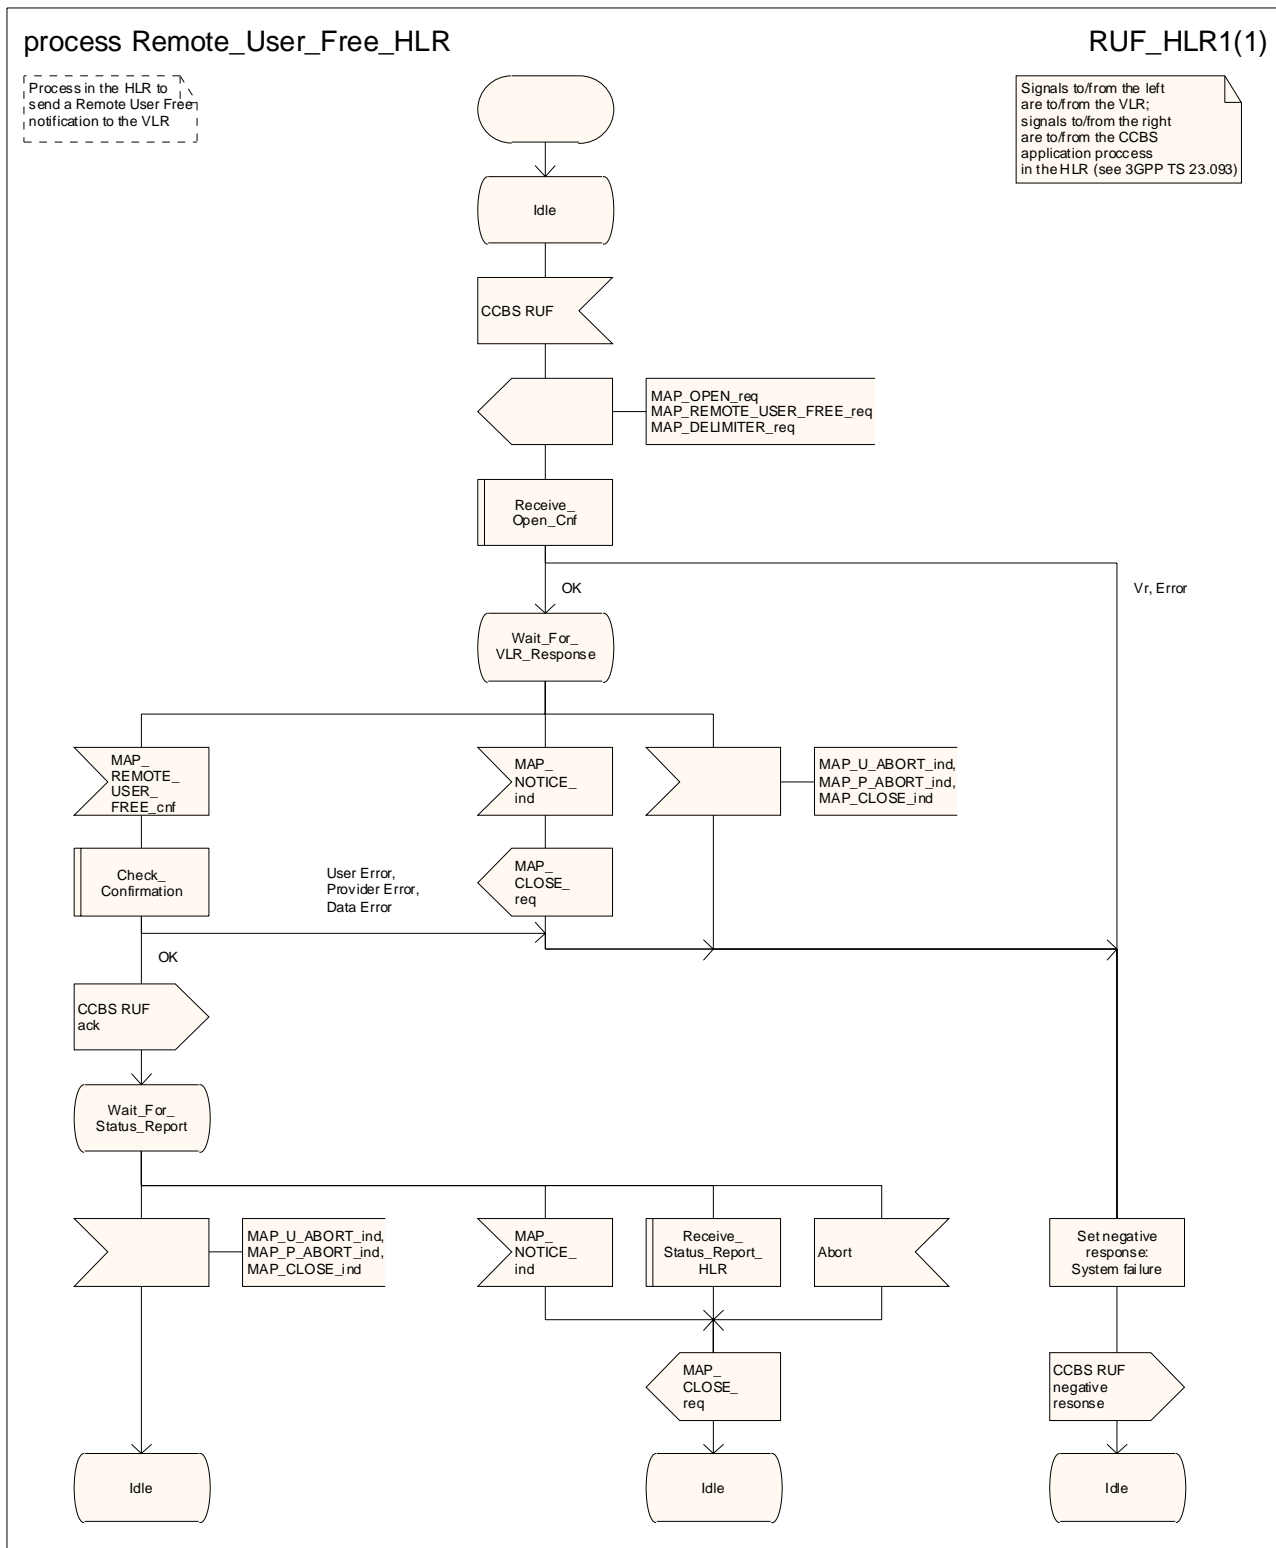 process Remote_User_Free_HLR
RUF_HLR1(1)
Process in the HLR to
send a Remote User Free
notification to the VLR
Signals to/from the left
are to/from the VLR;
signals to/from the right
are to/from the CCBS
application proccess
in the HLR (see 3GPP TS 23.093)
Idle
CCBS RUF
MAP_OPEN_req
MAP_REMOTE_USER_FREE_req
MAP_DELIMITER_req
Receive_
Open_Cnf
OK
Vr, Error
Wait_For_
VLR_Response
MAP_
REMOTE_
USER_
FREE_cnf
MAP_
NOTICE_
ind
MAP_U_ABORT_ind,
MAP_P_ABORT_ind,
MAP_CLOSE_ind
Check_
Confirmation
User Error,
Provider Error,
Data Error
MAP_
CLOSE_
req
OK
CCBS RUF
ack
Wait_For_
Status_Report
MAP_U_ABORT_ind,
MAP_P_ABORT_ind,
MAP_CLOSE_ind
MAP_
NOTICE_
ind
Receive_
Status_Report_
HLR
Abort
Set negative
response:
System failure
MAP_
CLOSE_
req
CCBS RUF
negative
resonse
Idle
Idle
Idle